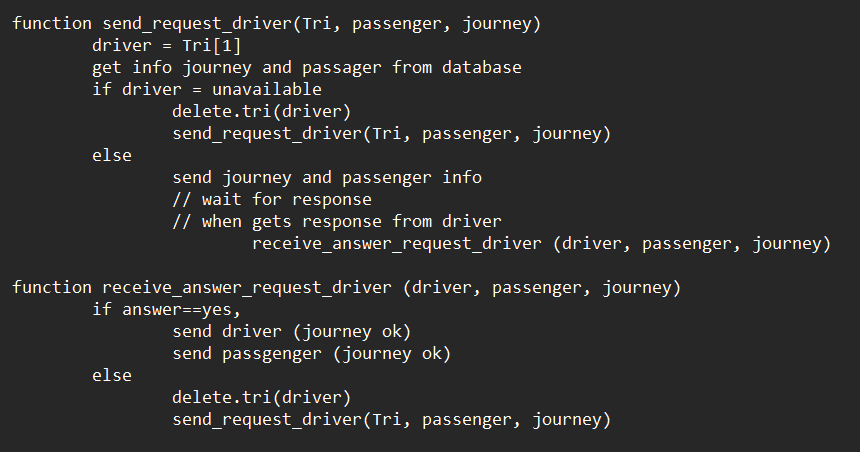 function send_request_driver(Tri, passenger, journey)
driver = Tri[1]
get info journey and passager from database
if driver = unavailable
delete.tri(driver)
send_request_driver(Tri, passenger, journey)
else
send journey and passenger info
// wait for response
// when gets response from driver
receive_answer_request_driver (driver, passenger, journey)
function receive_answer_request_driver (driver, passenger, journey)
if answer==yes,
send driver (journey ok)
send passgenger (journey ok)
else
delete.tri(driver)
send_request_driver(Tri, passenger, journey)